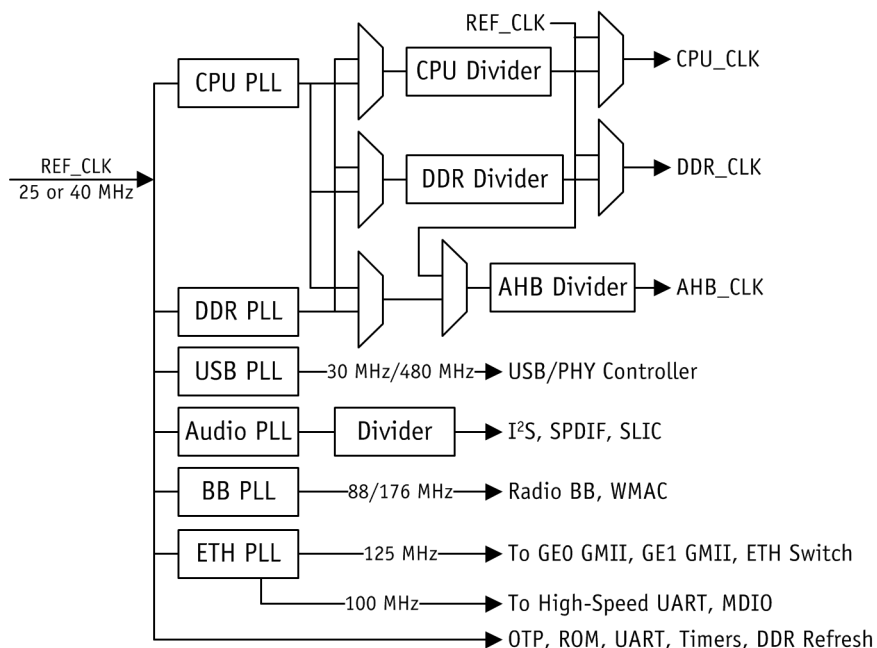 REF_CLK
CPU PLL
CPU Divider
CPU_CLK
REF_CLK
25 or 40 MHz
DDR Divider
DDR_CLK
DDR PLL
AHB Divider
AHB_CLK
USB PLL
30 MHz/480 MHz
USB/PHY Controller
Audio PLL
Divider
I²S, SPDIF, SLIC
BB PLL
88/176 MHz
Radio BB, WMAC
ETH PLL
125 MHz
To GE0 GMII, GE1 GMII, ETH Switch
100 MHz
To High-Speed UART, MDIO
OTP, ROM, UART, Timers, DDR Refresh